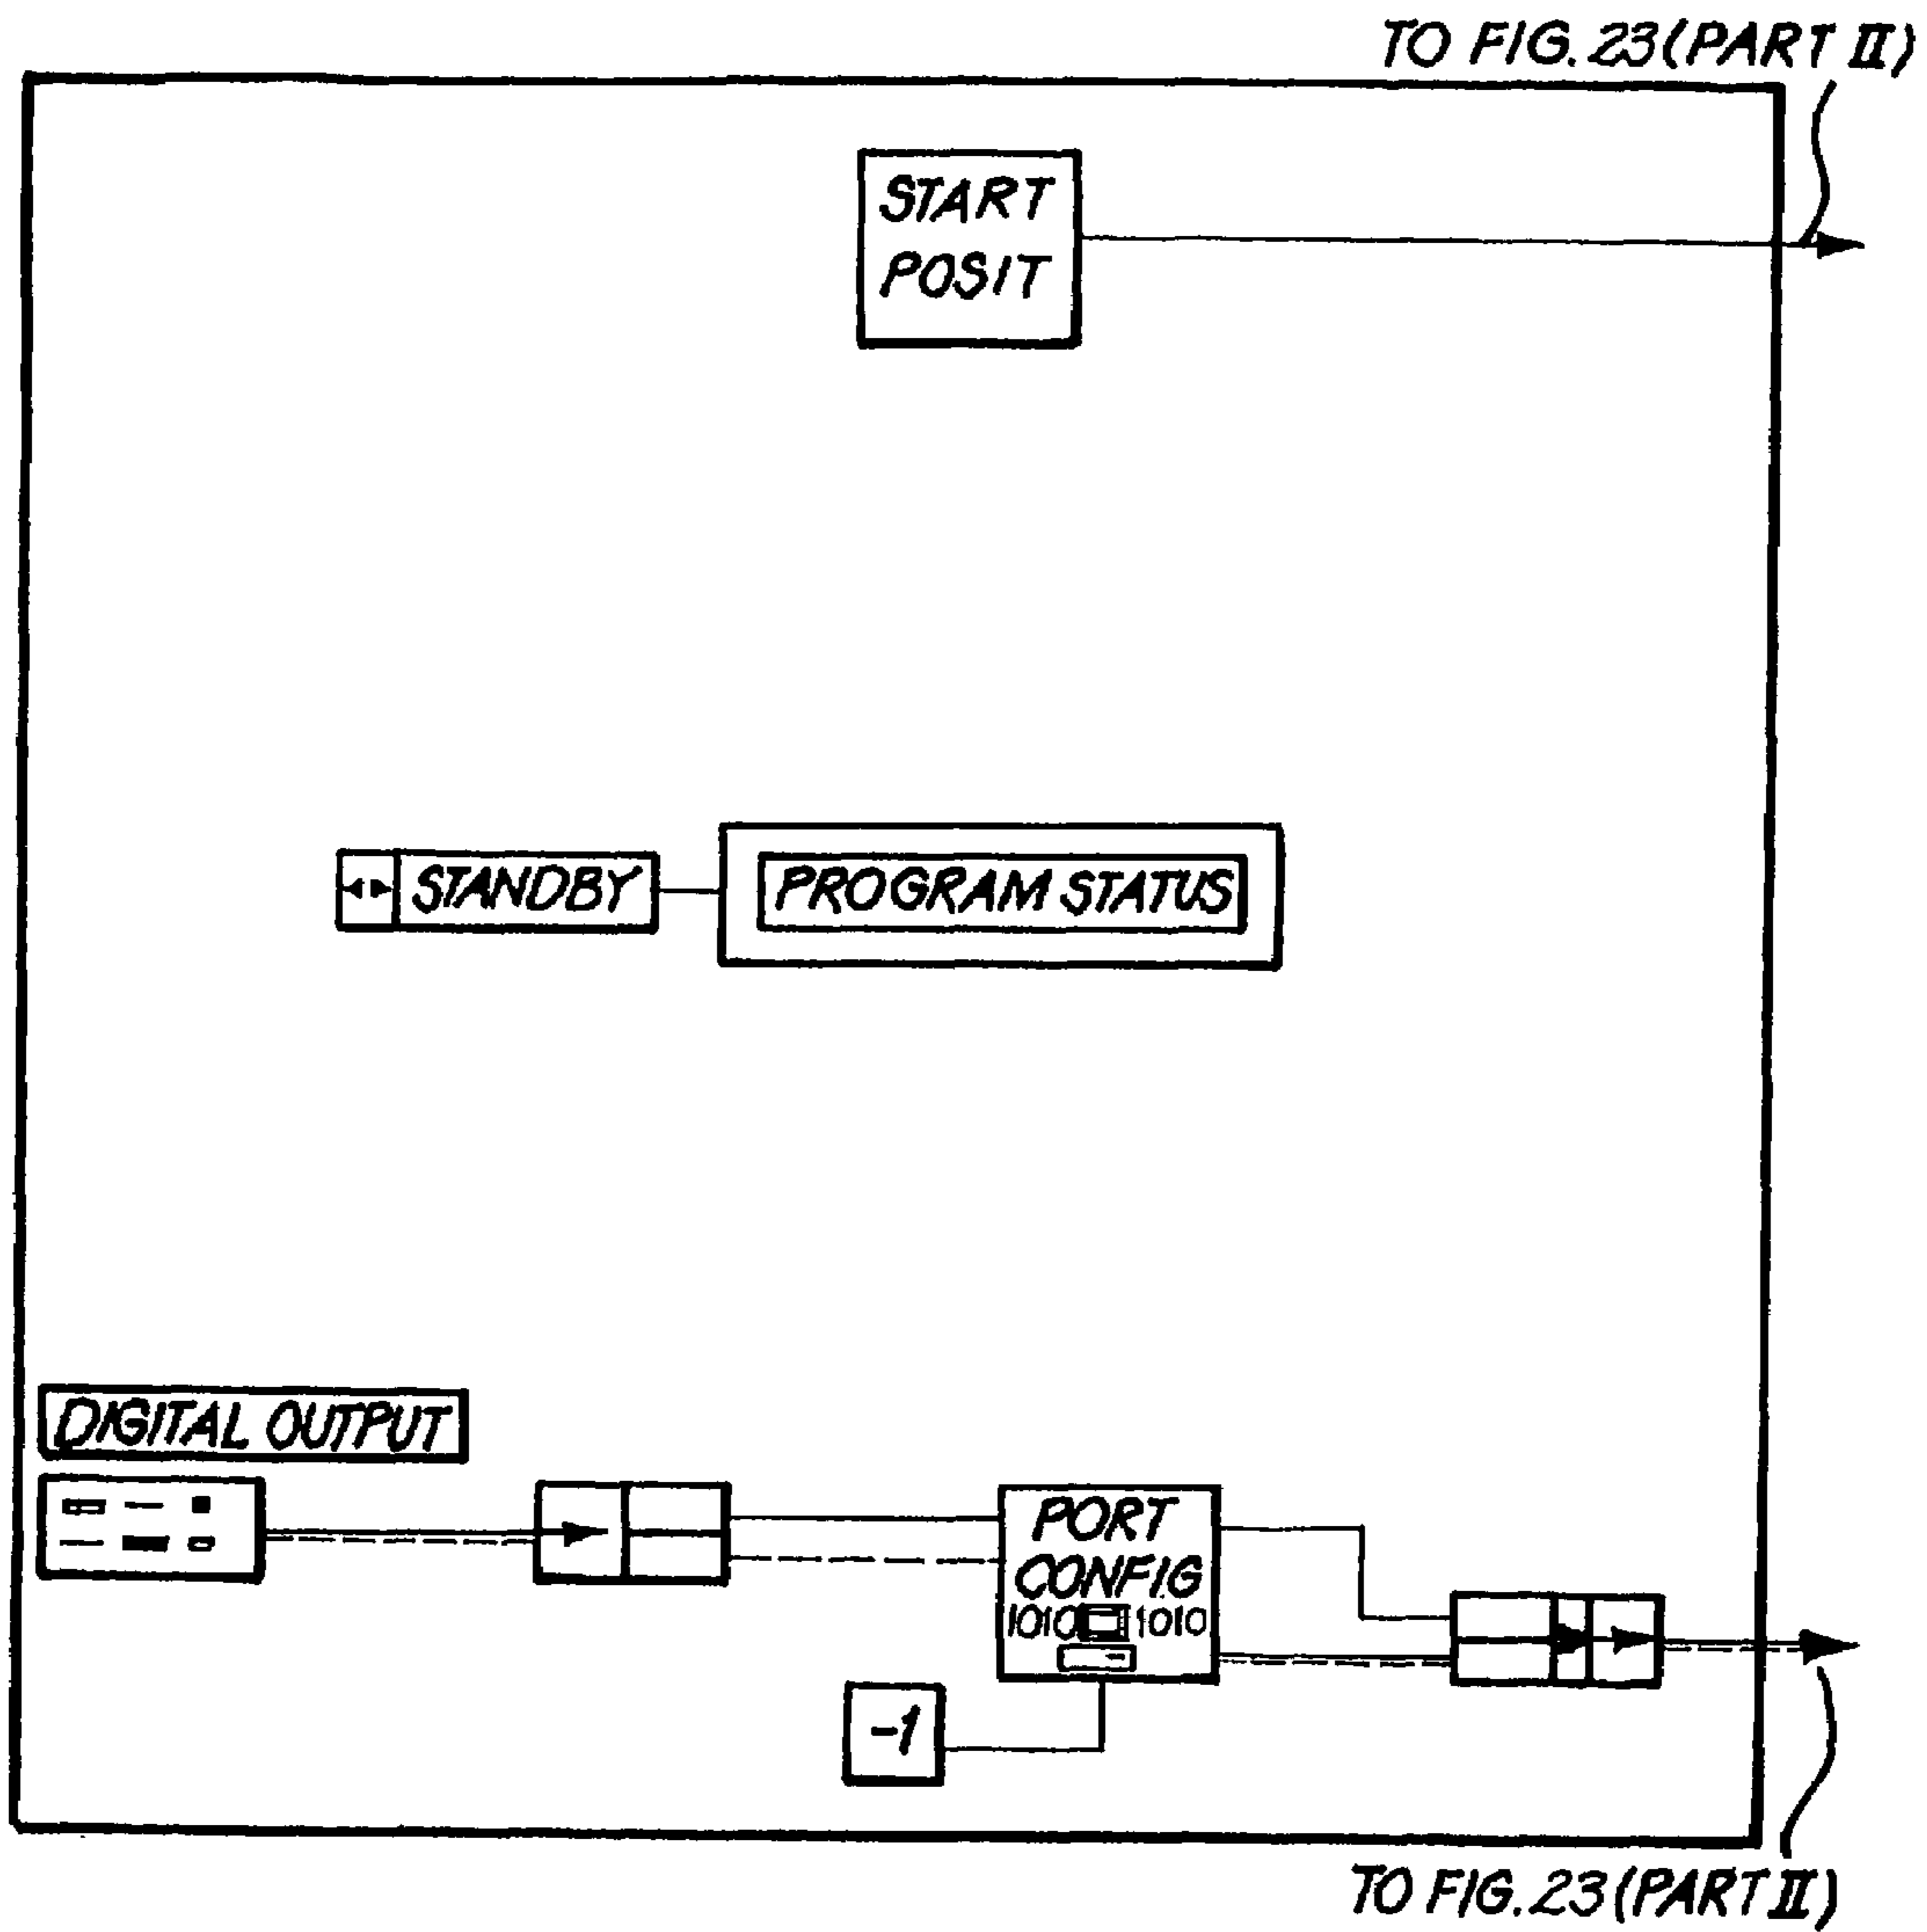 TO FIG. 23 (PART II)
START
POSIT
STANDBY
PROGRAM STATUS
DIGITAL OUTPUT
PORT
CONFIG
1010 1010
-1
TO FIG. 23 (PART II)